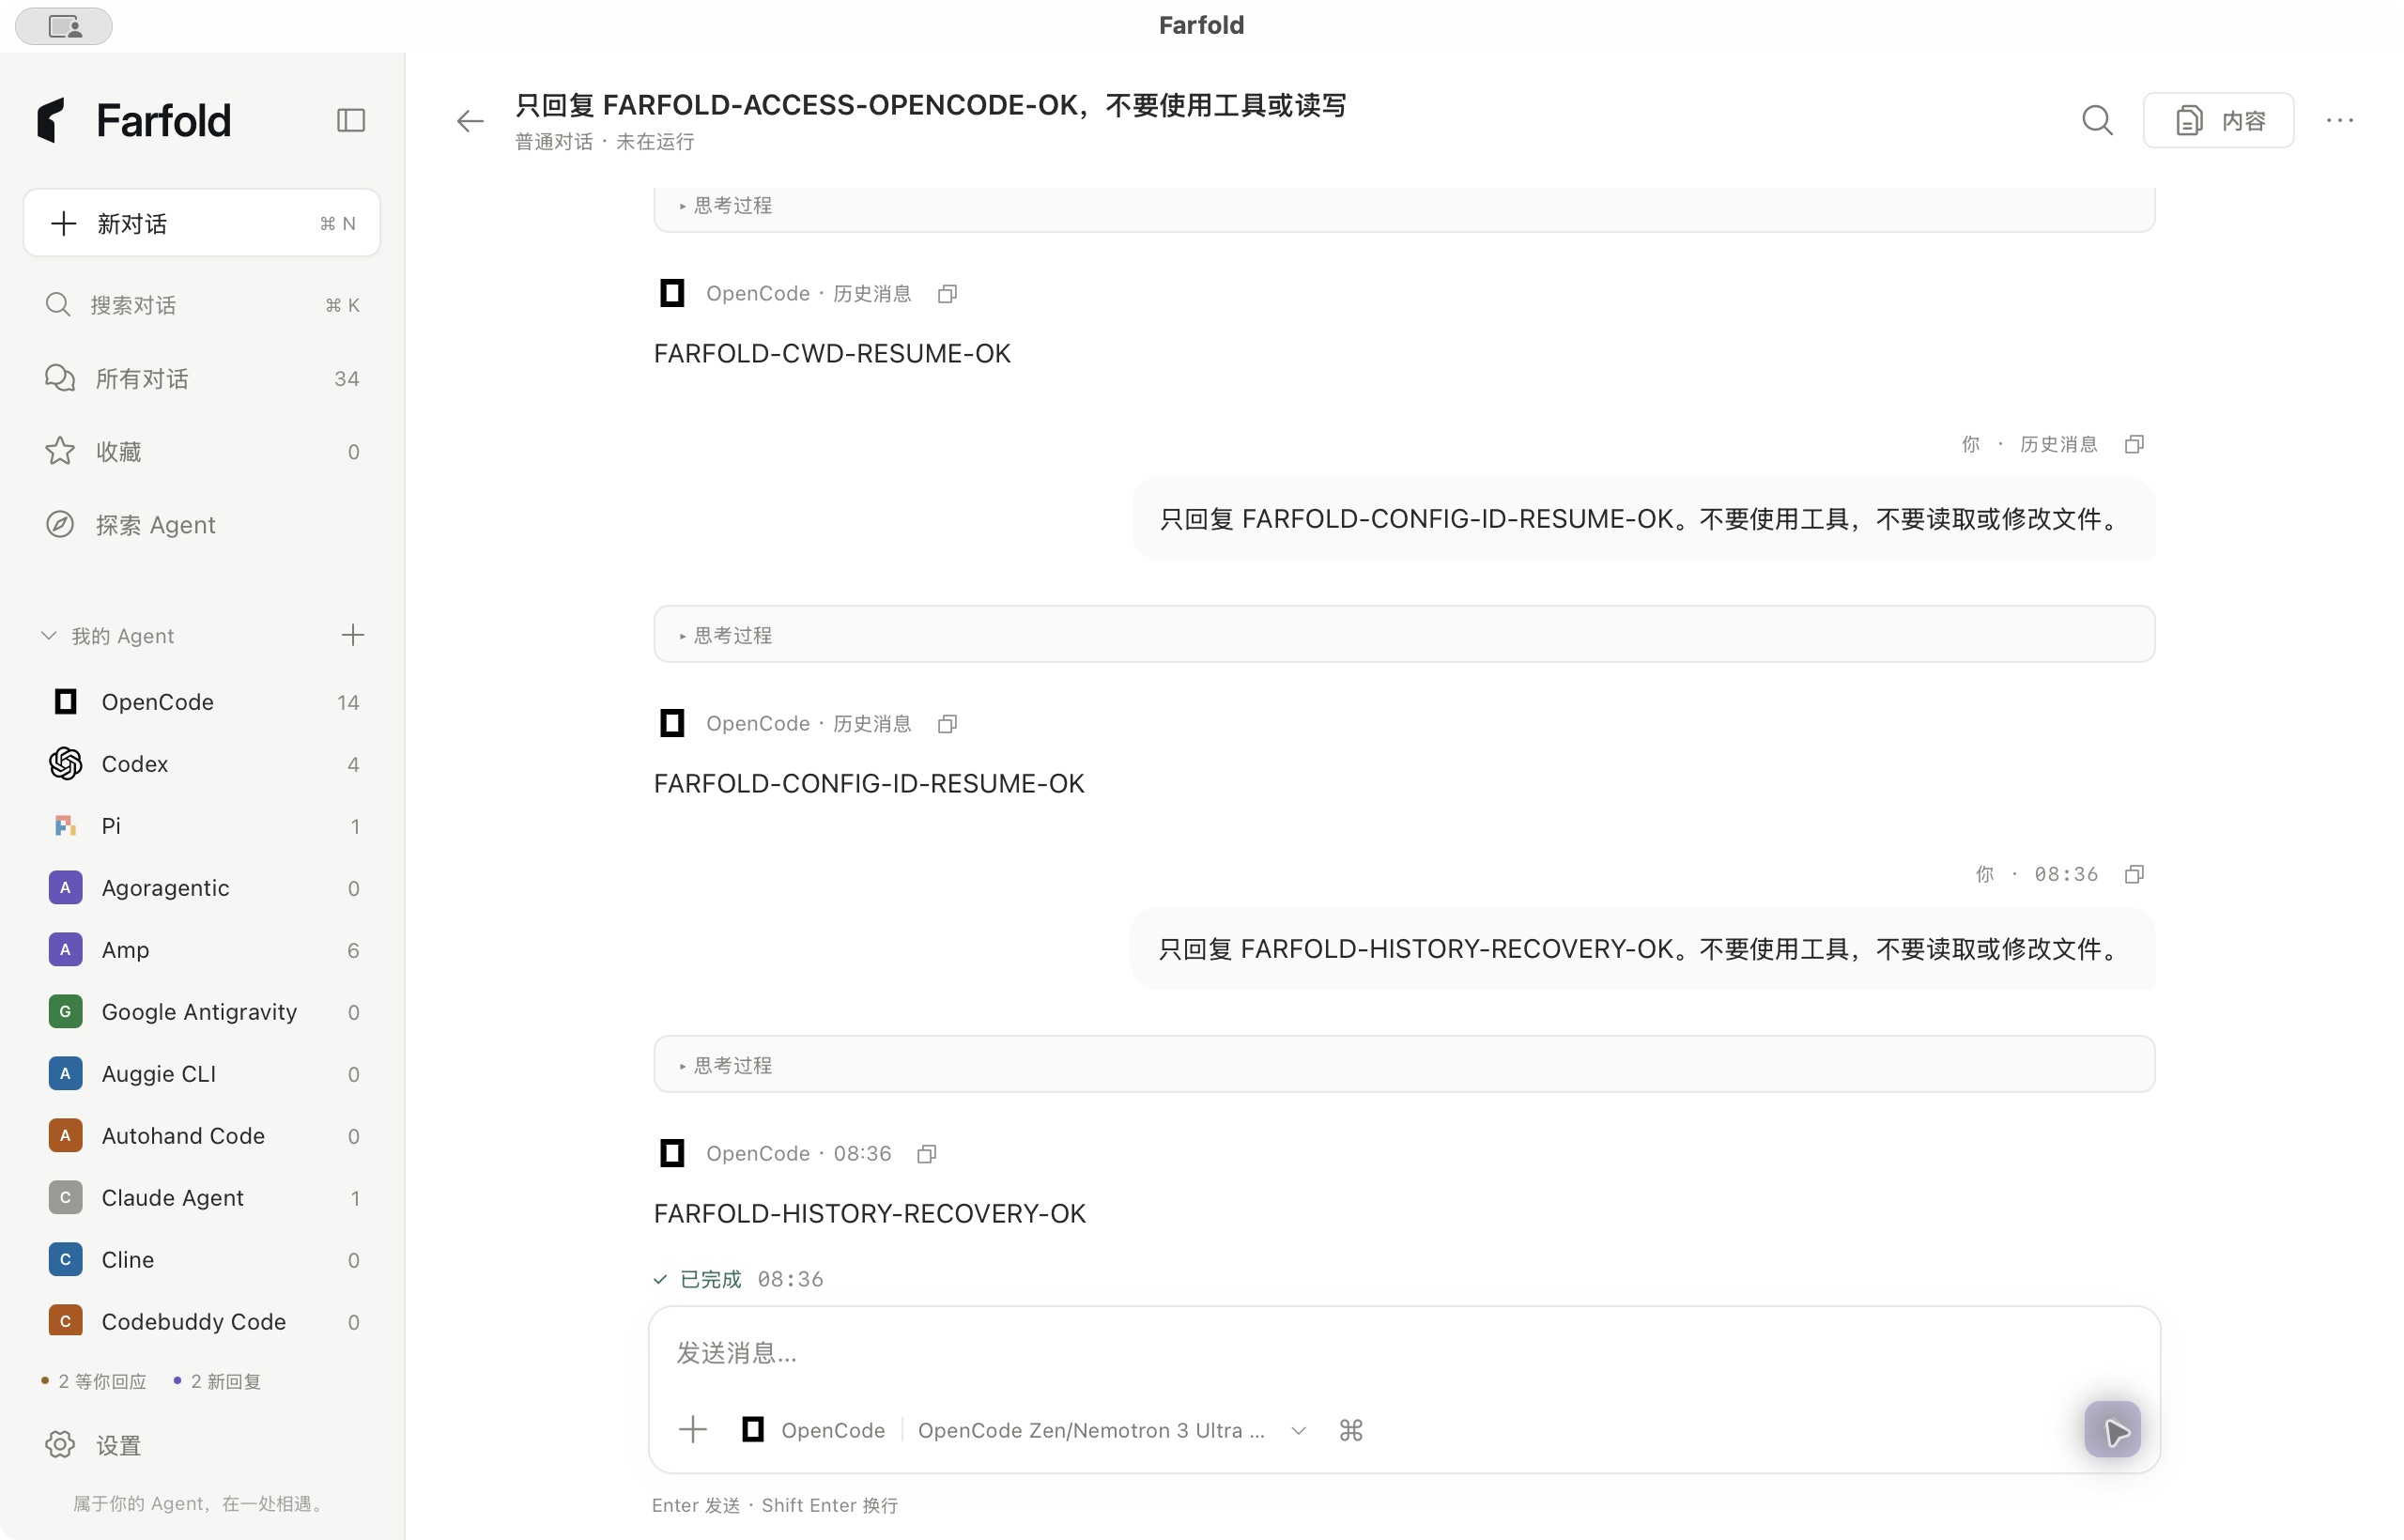 Farfold
Farfold
新对话 ⌘ N
搜索对话 ⌘ K
所有对话 34
收藏 0
探索 Agent
我的 Agent
OpenCode 14
Codex 4
Pi 1
A Agoragentic 0
A Amp 6
G Google Antigravity 0
A Auggie CLI 0
A Autohand Code 0
C Claude Agent 1
C Cline 0
C Codebuddy Code 0
2 等你回应 2 新回复
设置
属于你的 Agent，在一处相遇。
只回复 FARFOLD-ACCESS-OPENCODE-OK，不要使用工具或读写
普通对话 · 未在运行
内容
思考过程
OpenCode · 历史消息
FARFOLD-CWD-RESUME-OK
你 · 历史消息
只回复 FARFOLD-CONFIG-ID-RESUME-OK。不要使用工具，不要读取或修改文件。
思考过程
OpenCode · 历史消息
FARFOLD-CONFIG-ID-RESUME-OK
你 · 08:36
只回复 FARFOLD-HISTORY-RECOVERY-OK。不要使用工具，不要读取或修改文件。
思考过程
OpenCode · 08:36
FARFOLD-HISTORY-RECOVERY-OK
已完成 08:36
发送消息...
OpenCode OpenCode Zen/Nemotron 3 Ultra ... ⌘
Enter 发送 · Shift Enter 换行